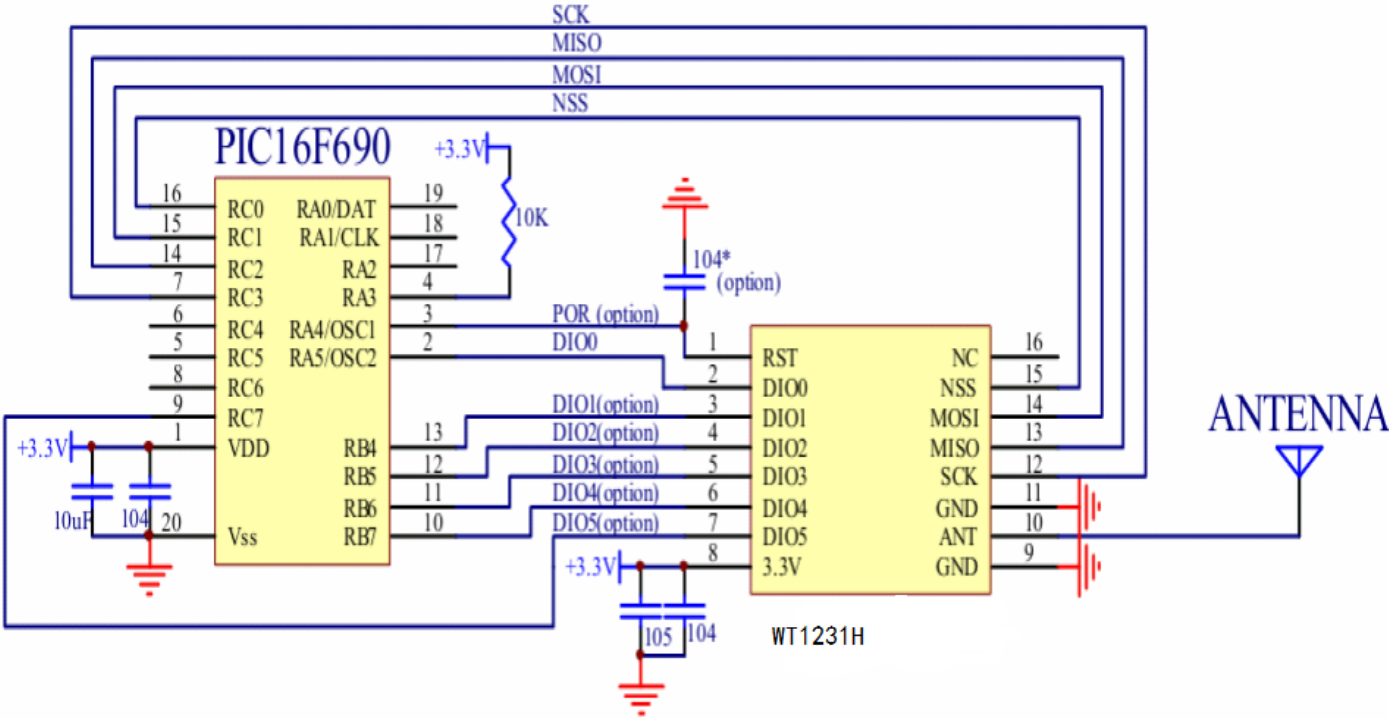 SCK
MISO
MOSI
NSS
PIC16F690
+3.3V
10K
16 RC0 RA0/DAT 19
15 RC1 RA1/CLK 18
14 RC2 RA2 17
7 RC3 RA3 4
6 RC4 RA4/OSC1 3
5 RC5 RA5/OSC2 2
8 RC6
9 RC7
1 VDD RB4 13
RB5 12
RB6 11
20 Vss RB7 10
+3.3V
10uF
104
104*
(option)
POR (option)
DIO0
DIO1(option)
DIO2(option)
DIO3(option)
DIO4(option)
DIO5(option)
1 RST NC 16
2 DIO0 NSS 15
3 DIO1 MOSI 14
4 DIO2 MISO 13
5 DIO3 SCK 12
6 DIO4 GND 11
7 DIO5 ANT 10
8 3.3V GND 9
+3.3V
105
104
WT1231H
ANTENNA